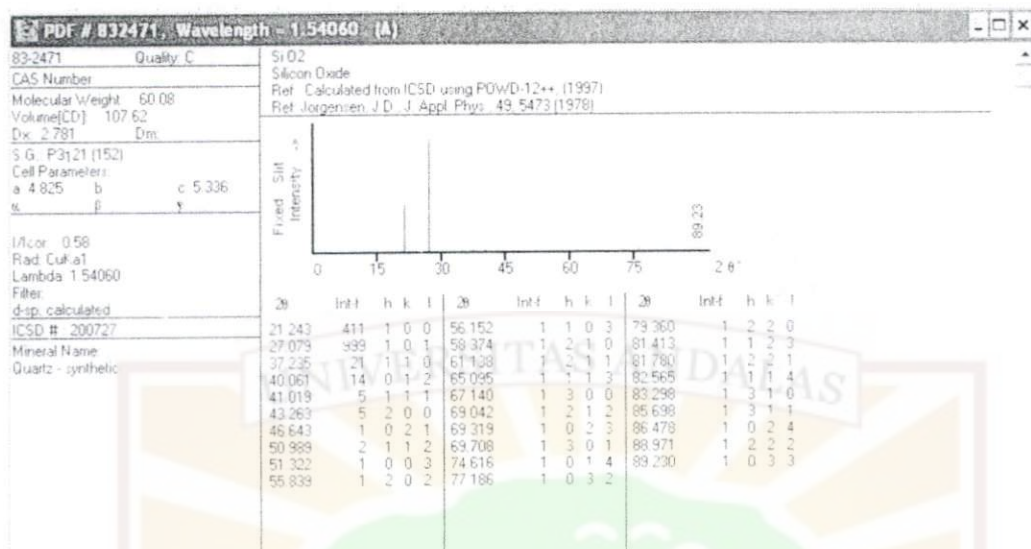 PDF # 832471, Wavelength = 1.54060 (A)
83-2471 Quality: C
CAS Number:
Molecular Weight: 60.08
Volume[CD]: 107.62
Dx: 2.781 Dm:
S.G.: P3121 (152)
Cell Parameters:
a 4.825 b c 5.336
α β γ
I/Icor: 0.58
Rad: CuKa1
Lambda: 1.54060
Filter:
d-sp: calculated
ICSD #: 200727
Mineral Name:
Quartz - synthetic
Si O2
Silicon Oxide
Ref: Calculated from ICSD using POWD-12++, (1997)
Ref: Jorgensen, J.D., J. Appl. Phys., 49, 5473 (1978)
Fixed Slit
Intensity ->
89.23
0 15 30 45 60 75 2θ°
2θ Int-f h k l 2θ Int-f h k l 2θ Int-f h k l
21.243 411 1 0 0 56.152 1 1 0 3 79.360 1 2 2 0
27.079 999 1 0 1 58.374 1 2 1 0 81.413 1 1 2 3
37.235 21 1 1 0 61.138 1 2 1 1 81.780 1 2 2 1
40.061 14 0 1 2 65.095 1 1 1 3 82.565 1 1 1 4
41.019 5 1 1 1 67.140 1 3 0 0 83.298 1 3 1 0
43.263 5 2 0 0 69.042 1 2 1 2 85.698 1 3 1 1
46.643 1 0 2 1 69.319 1 0 2 3 86.478 1 0 2 4
50.989 2 1 1 2 69.708 1 3 0 1 88.971 1 2 2 2
51.322 1 0 0 3 74.616 1 0 1 4 89.230 1 0 3 3
55.839 1 2 0 2 77.186 1 0 3 2
UNIVERSITAS ANDALAS